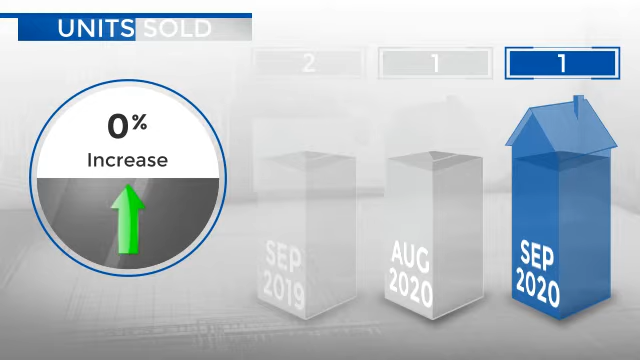 UNITS SOLD
0%
Increase
2
1
1
SEP
2019
AUG
2020
SEP
2020